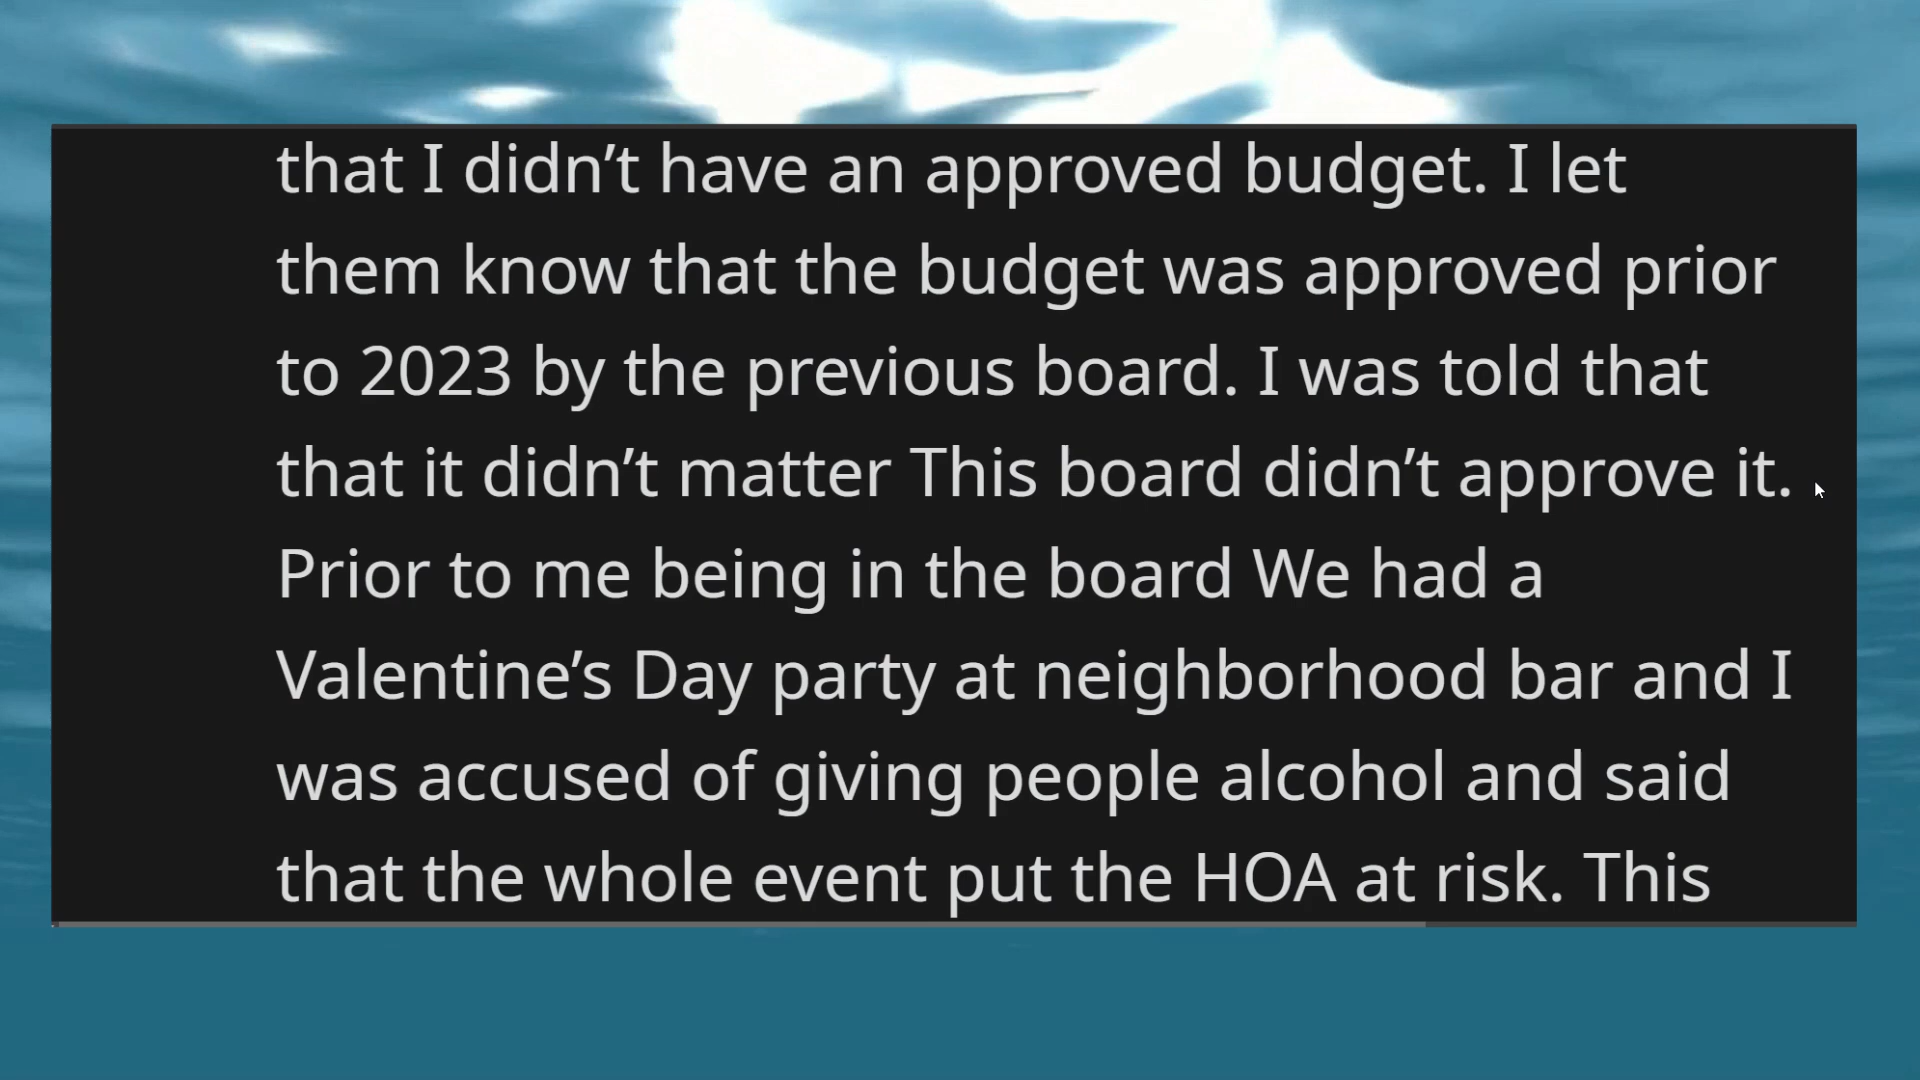 that I didn’t have an approved budget. I let
them know that the budget was approved prior
to 2023 by the previous board. I was told that
that it didn’t matter This board didn’t approve it.
Prior to me being in the board We had a
Valentine’s Day party at neighborhood bar and I
was accused of giving people alcohol and said
that the whole event put the HOA at risk. This